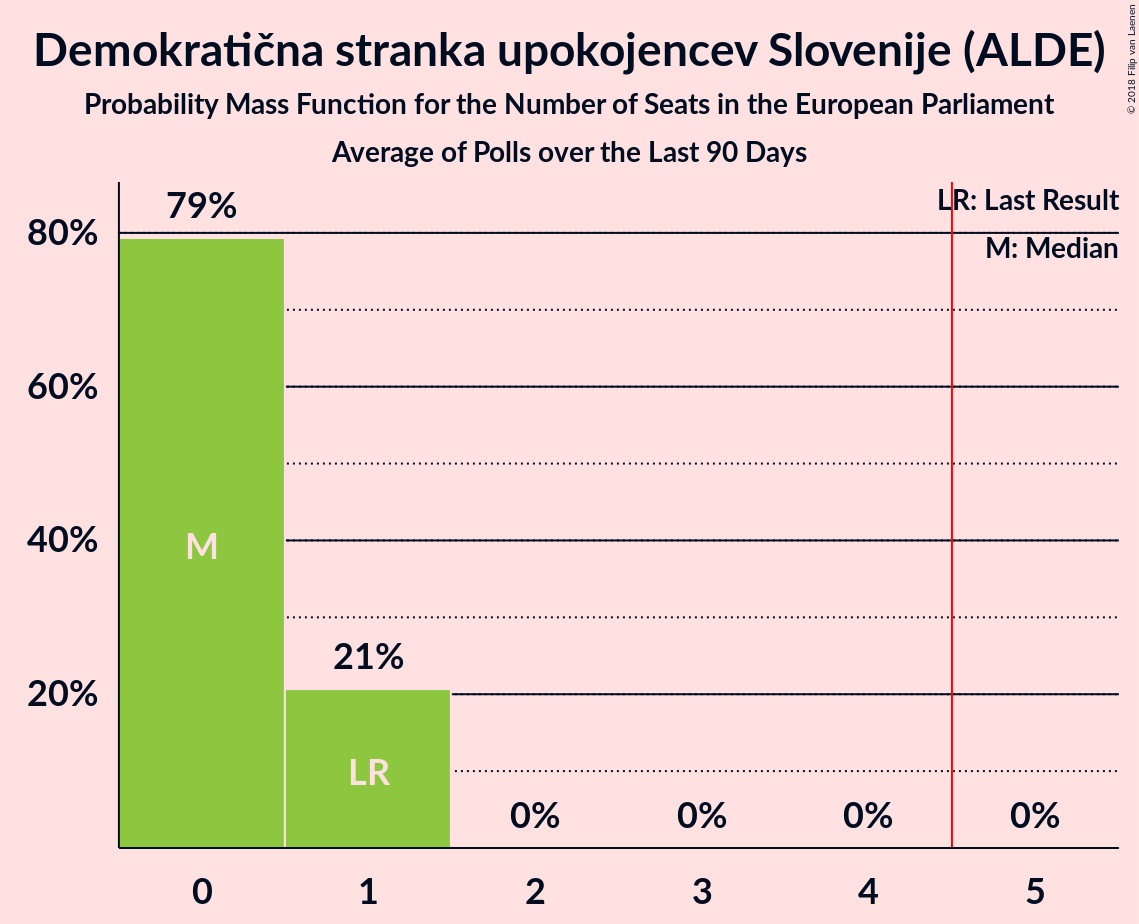 Demokratična stranka upokojencev Slovenije (ALDE)
Probability Mass Function for the Number of Seats in the European Parliament
Average of Polls over the Last 90 Days
© 2018 Filip van Laenen
LR: Last Result
M: Median
79%
80%
60%
40%
M
21%
20%
LR
0% 0% 0% 0%
0 1 2 3 4 5